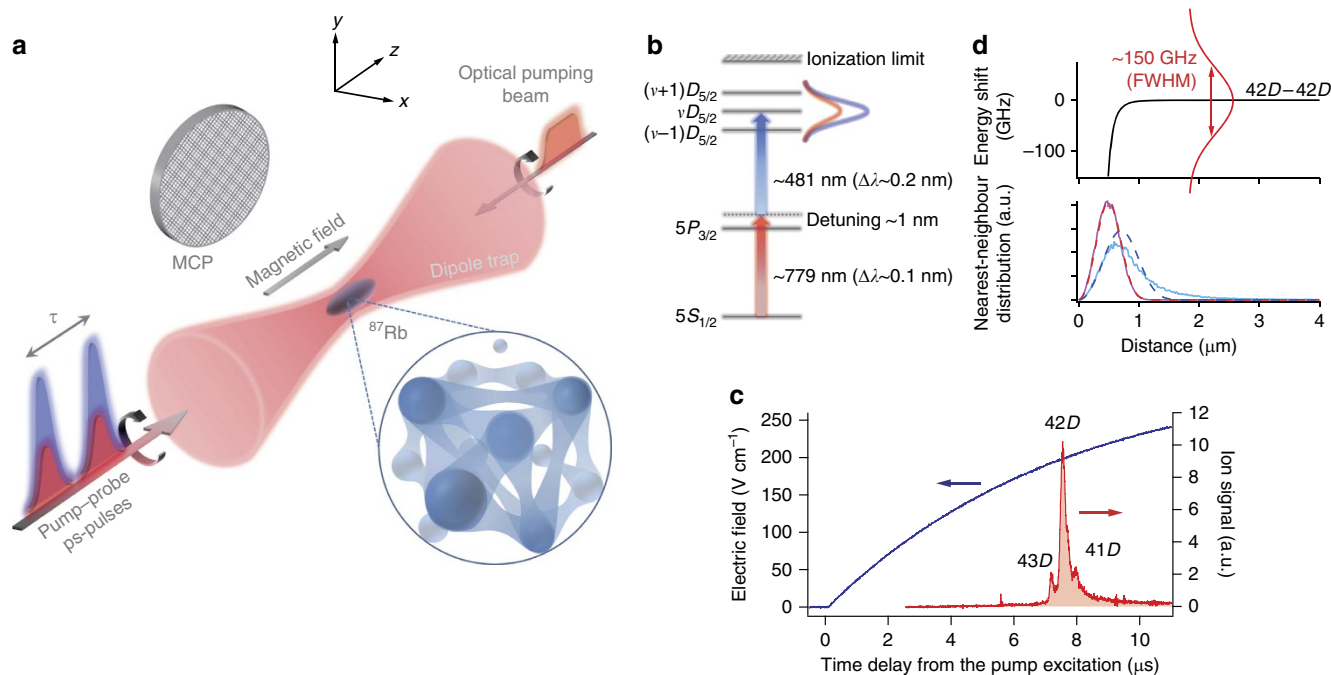 a
y
z
x
Optical pumping
beam
MCP
Magnetic field
Dipole trap
⁸⁷Rb
τ
Pump–probe
ps-pulses
b
Ionization limit
(ν+1)D₅/₂
νD₅/₂
(ν−1)D₅/₂
~481 nm (Δλ~0.2 nm)
Detuning ~1 nm
5P₃/₂
~779 nm (Δλ~0.1 nm)
5S₁/₂
d
~150 GHz
(FWHM)
42D−42D
0
−100
Energy shift
(GHz)
Nearest-neighbour
distribution (a.u.)
0 1 2 3 4
Distance (μm)
c
250
200
150
100
50
0
Electric field (V cm⁻¹)
42D
43D
41D
12
10
8
6
4
2
0
Ion signal
(a.u.)
0 2 4 6 8 10
Time delay from the pump excitation (μs)